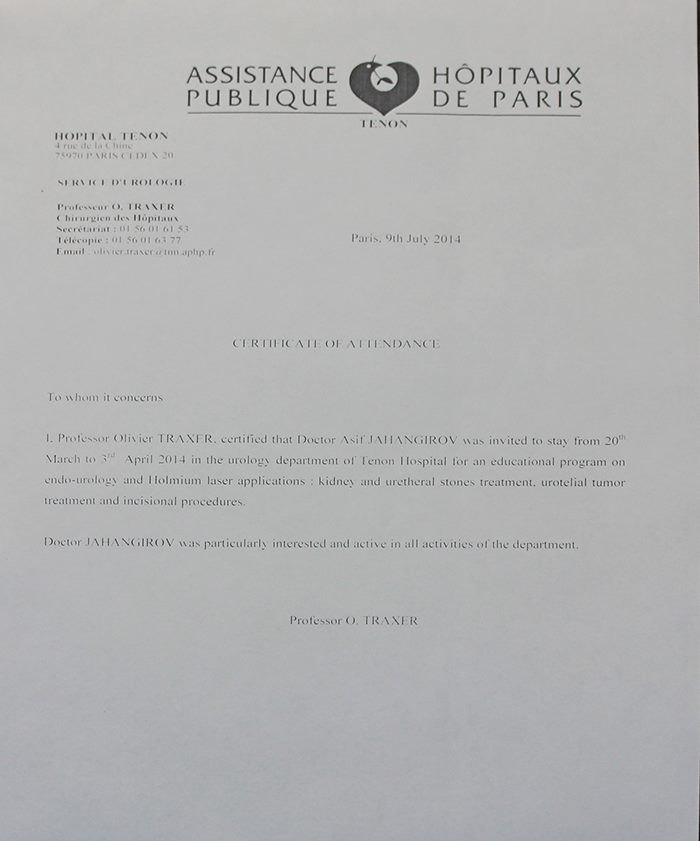 ASSISTANCE HÔPITAUX
PUBLIQUE DE PARIS
TENON
HOPITAL TENON
4 rue de la Chine
75970 PARIS CEDEX 20
SERVICE D'UROLOGIE
Professeur O. TRAXER
Chirurgien des Hôpitaux
Secrétariat : 01 56 01 61 53
Télécopie : 01 56 01 63 77
Email : olivier.traxer@tnn.aphp.fr
Paris, 9th July 2014
CERTIFICATE OF ATTENDANCE
To whom it concerns
I, Professor Olivier TRAXER, certified that Doctor Asif JAHANGIROV was invited to stay from 20th
March to 3rd April 2014 in the urology department of Tenon Hospital for an educational program on
endo-urology and Holmium laser applications : kidney and uretheral stones treatment, urotelial tumor
treatment and incisional procedures.
Doctor JAHANGIROV was particularly interested and active in all activities of the department.
Professor O. TRAXER